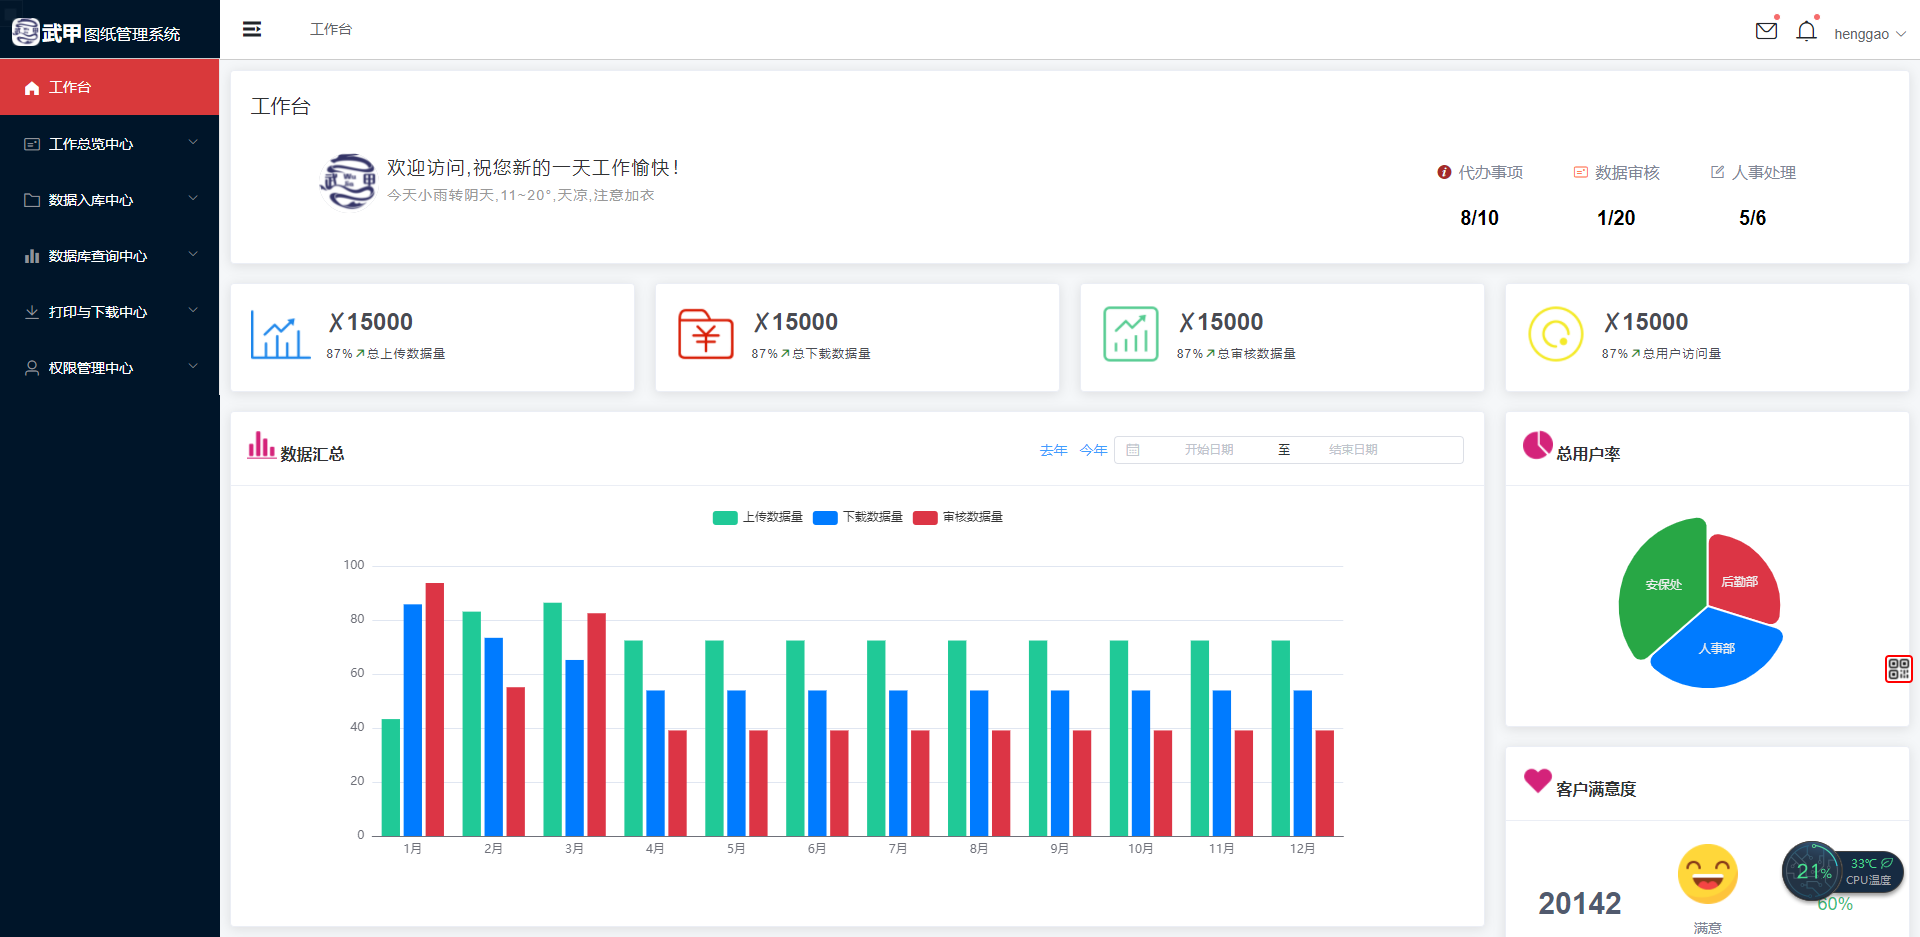 武甲图纸管理系统
工作台
henggao
工作台
工作总览中心
数据入库中心
数据库查询中心
打印与下载中心
权限管理中心
工作台
武 Wu Jia 甲
欢迎访问,祝您新的一天工作愉快！
今天小雨转阴天,11~20°,天凉,注意加衣
代办事项 数据审核 人事处理
8/10 1/20 5/6
✗15000
87%↗总上传数据量
✗15000
87%↗总下载数据量
✗15000
87%↗总审核数据量
✗15000
87%↗总用户访问量
数据汇总
去年 今年 开始日期 至 结束日期
上传数据量 下载数据量 审核数据量
100
80
60
40
20
0
1月 2月 3月 4月 5月 6月 7月 8月 9月 10月 11月 12月
总用户率
安保处
后勤部
人事部
客户满意度
20142
满意
60%
21%
33℃
CPU温度